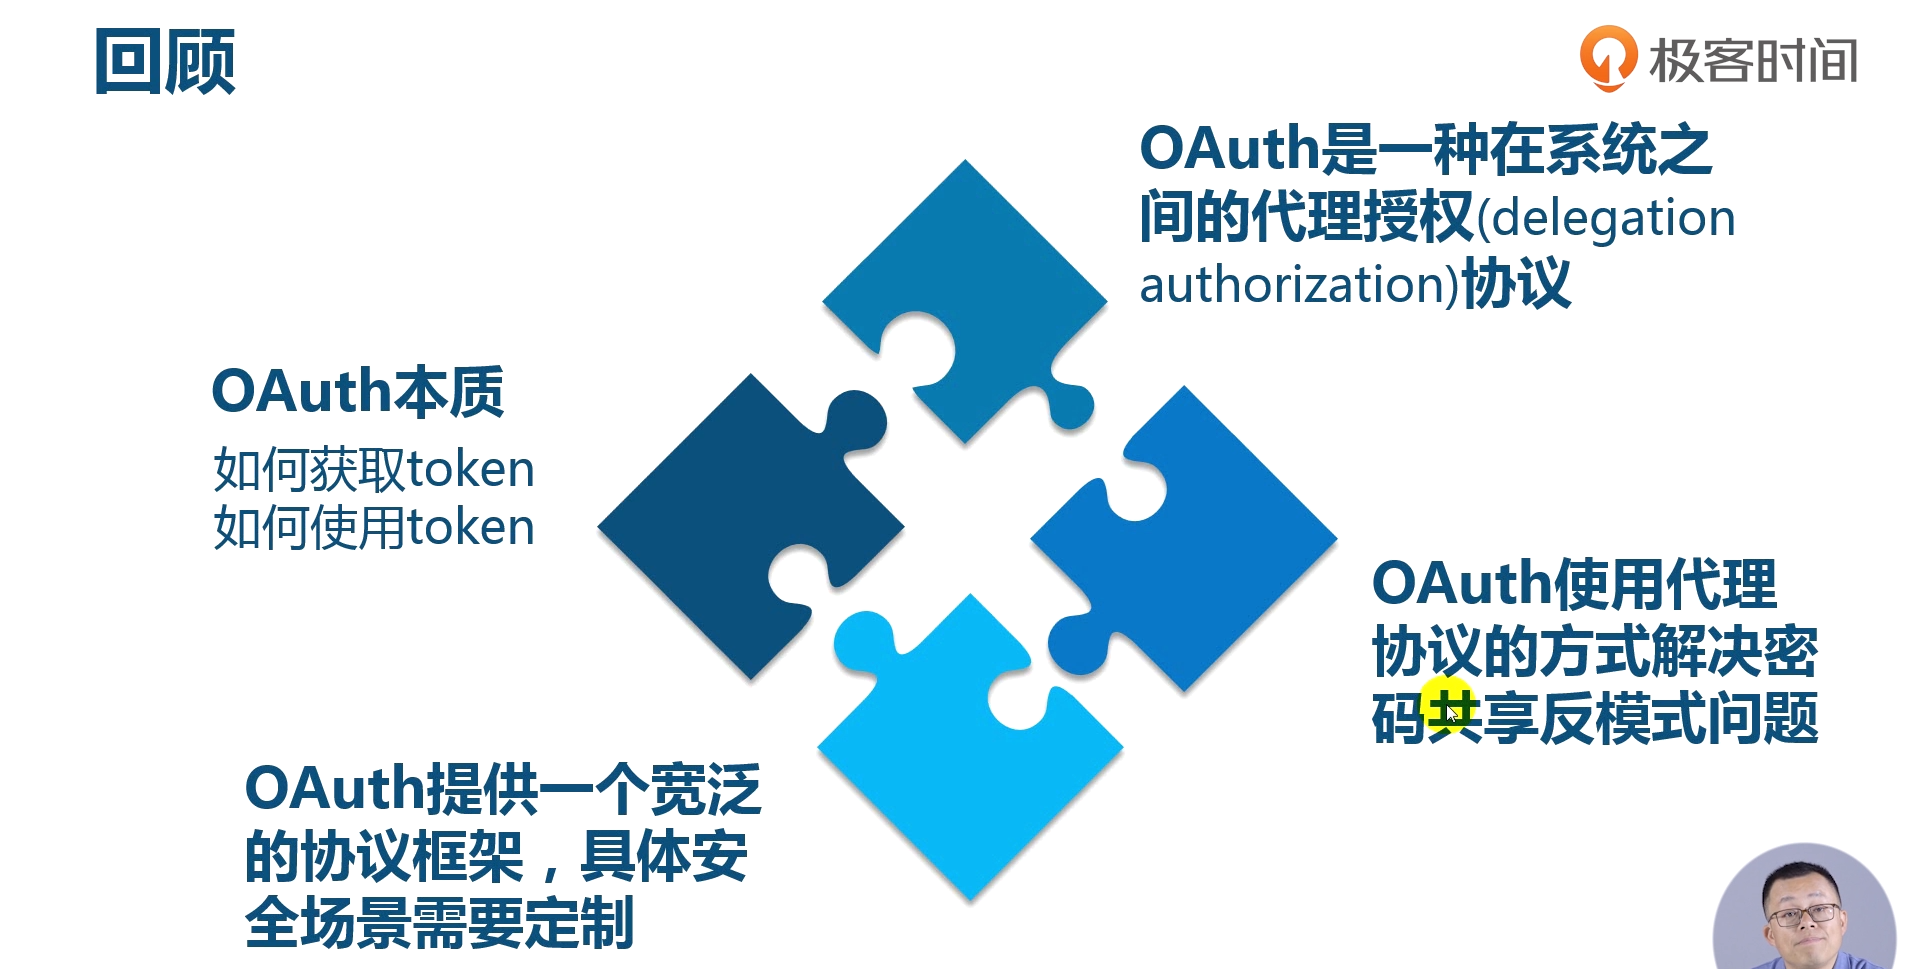 回顾
极客时间
OAuth是一种在系统之
间的代理授权(delegation
authorization)协议
OAuth本质
如何获取token
如何使用token
OAuth使用代理
协议的方式解决密
码共享反模式问题
OAuth提供一个宽泛
的协议框架，具体安
全场景需要定制